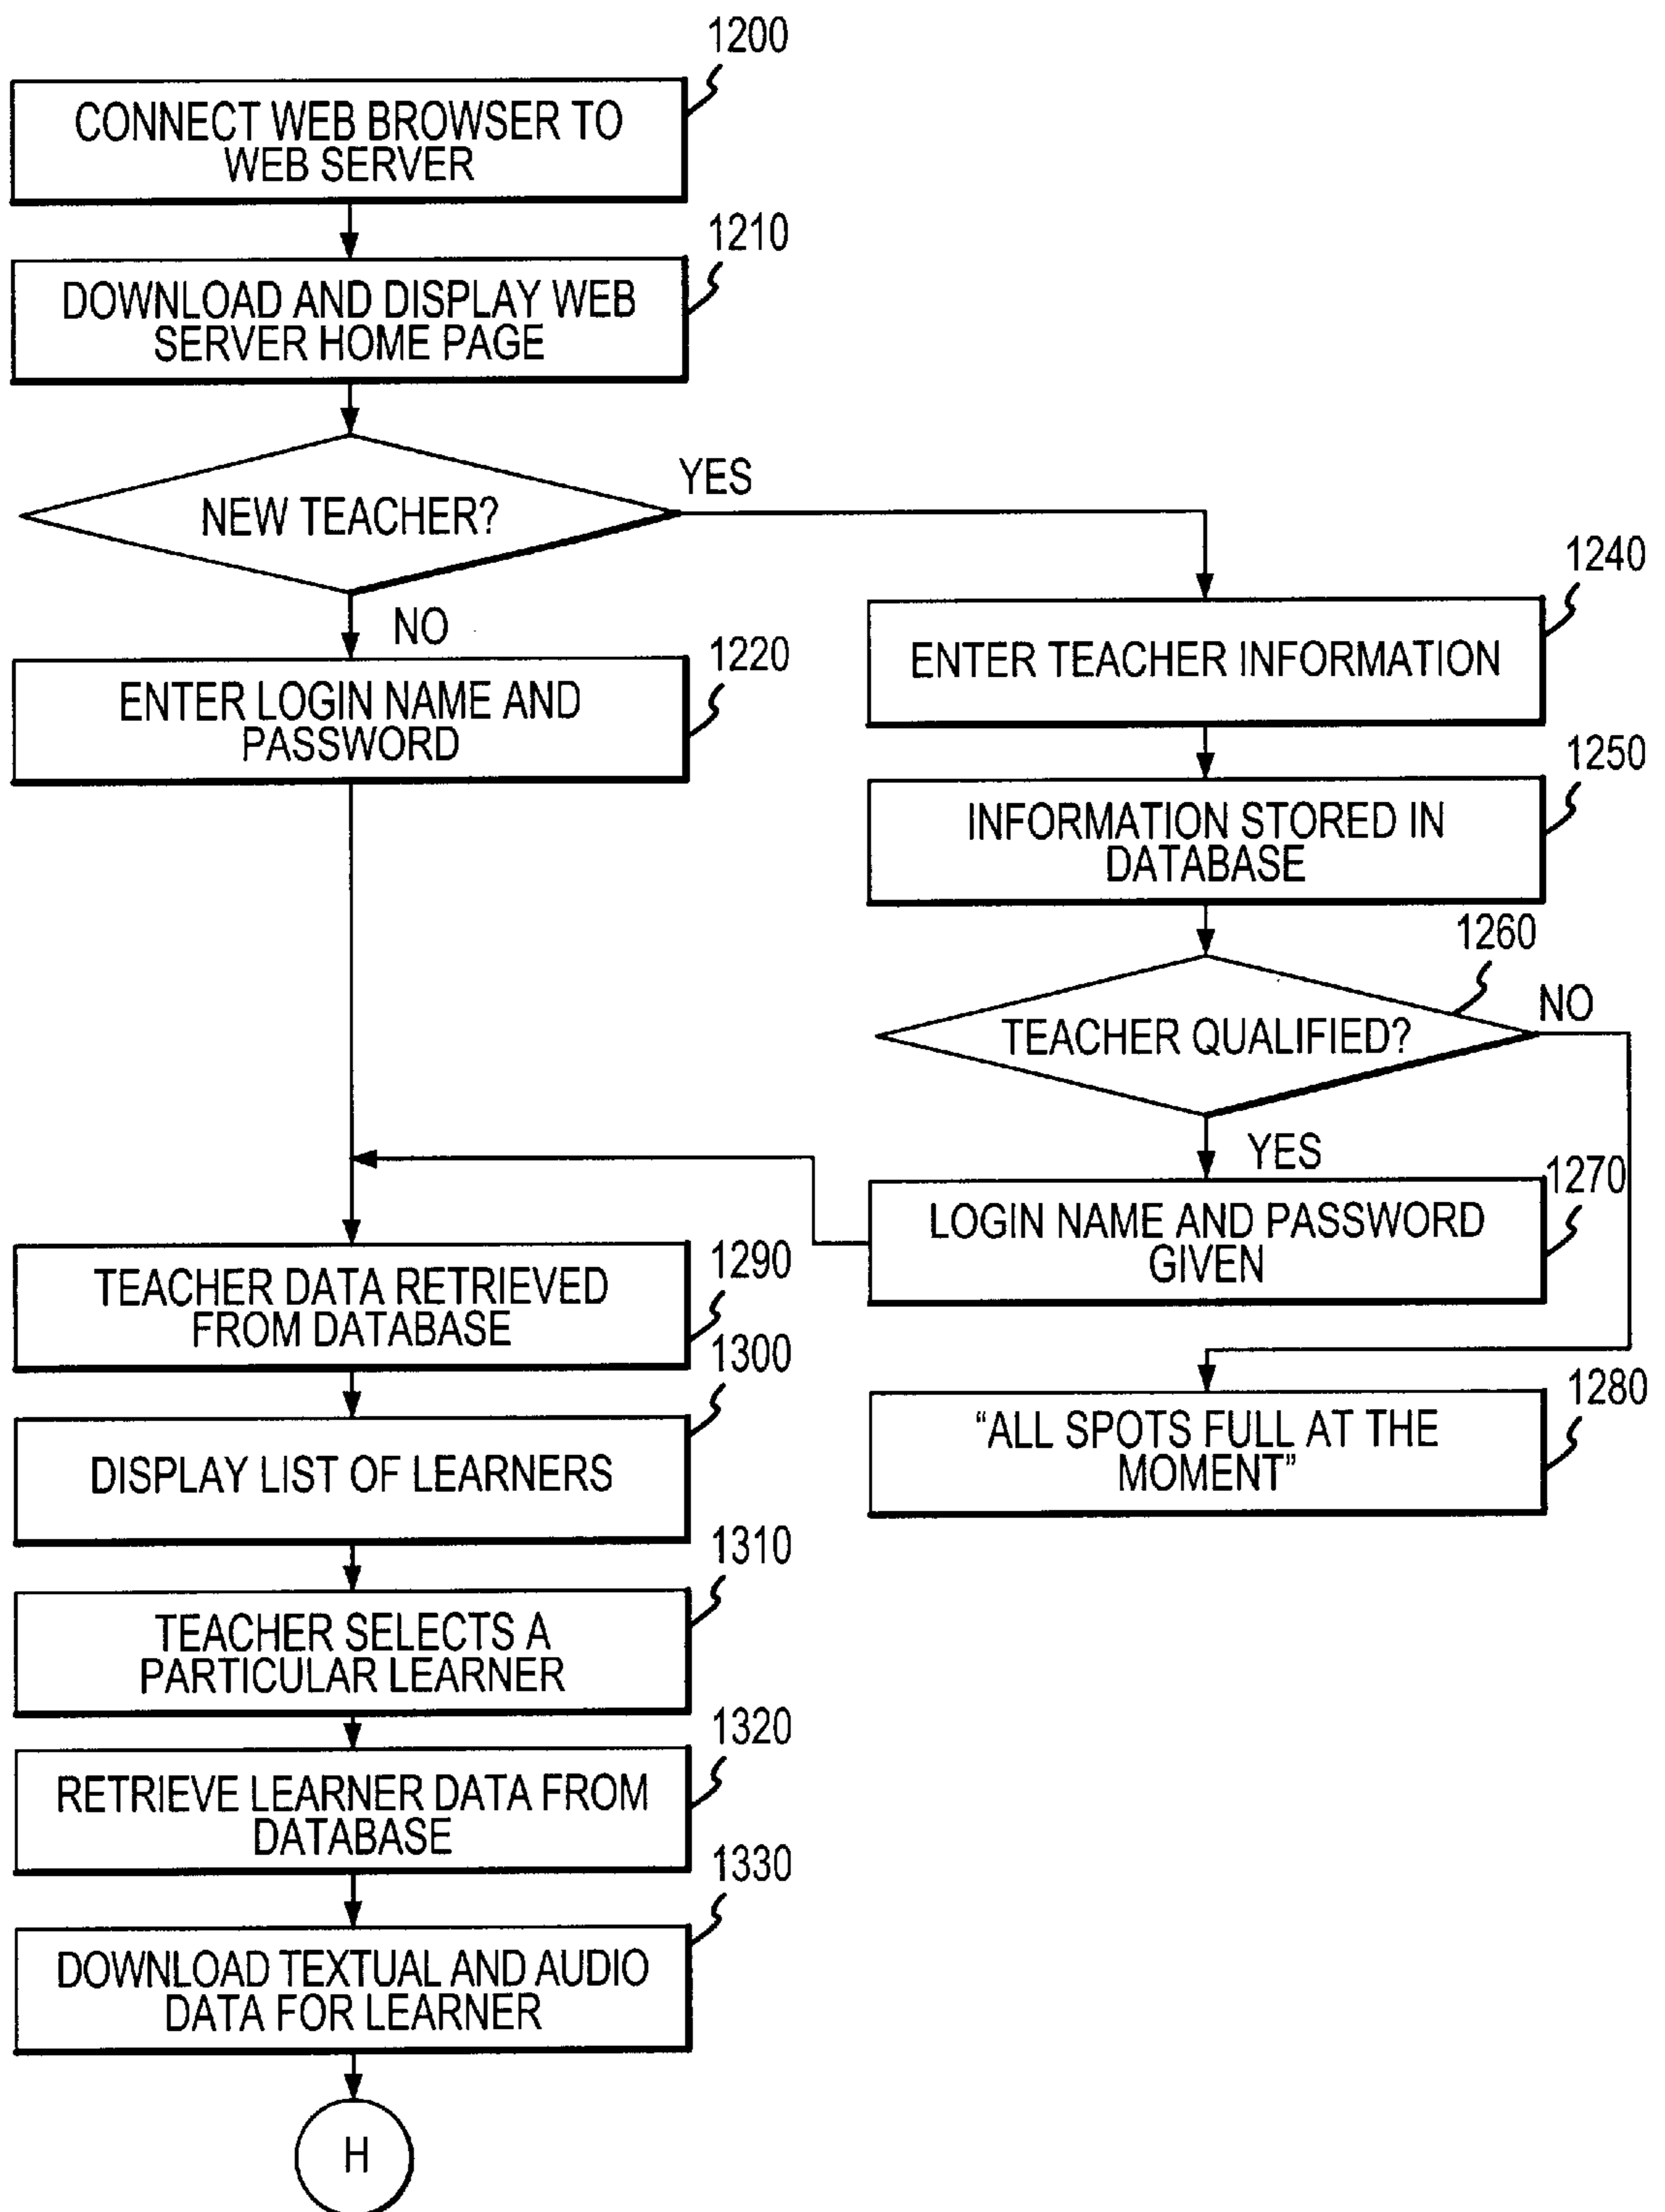 1200
CONNECT WEB BROWSER TO
WEB SERVER
1210
DOWNLOAD AND DISPLAY WEB
SERVER HOME PAGE
NEW TEACHER?
YES
NO
1220
ENTER LOGIN NAME AND
PASSWORD
1240
ENTER TEACHER INFORMATION
1250
INFORMATION STORED IN
DATABASE
1260
TEACHER QUALIFIED?
NO
YES
1270
LOGIN NAME AND PASSWORD
GIVEN
1280
“ALL SPOTS FULL AT THE
MOMENT”
1290
TEACHER DATA RETRIEVED
FROM DATABASE
1300
DISPLAY LIST OF LEARNERS
1310
TEACHER SELECTS A
PARTICULAR LEARNER
1320
RETRIEVE LEARNER DATA FROM
DATABASE
1330
DOWNLOAD TEXTUAL AND AUDIO
DATA FOR LEARNER
H